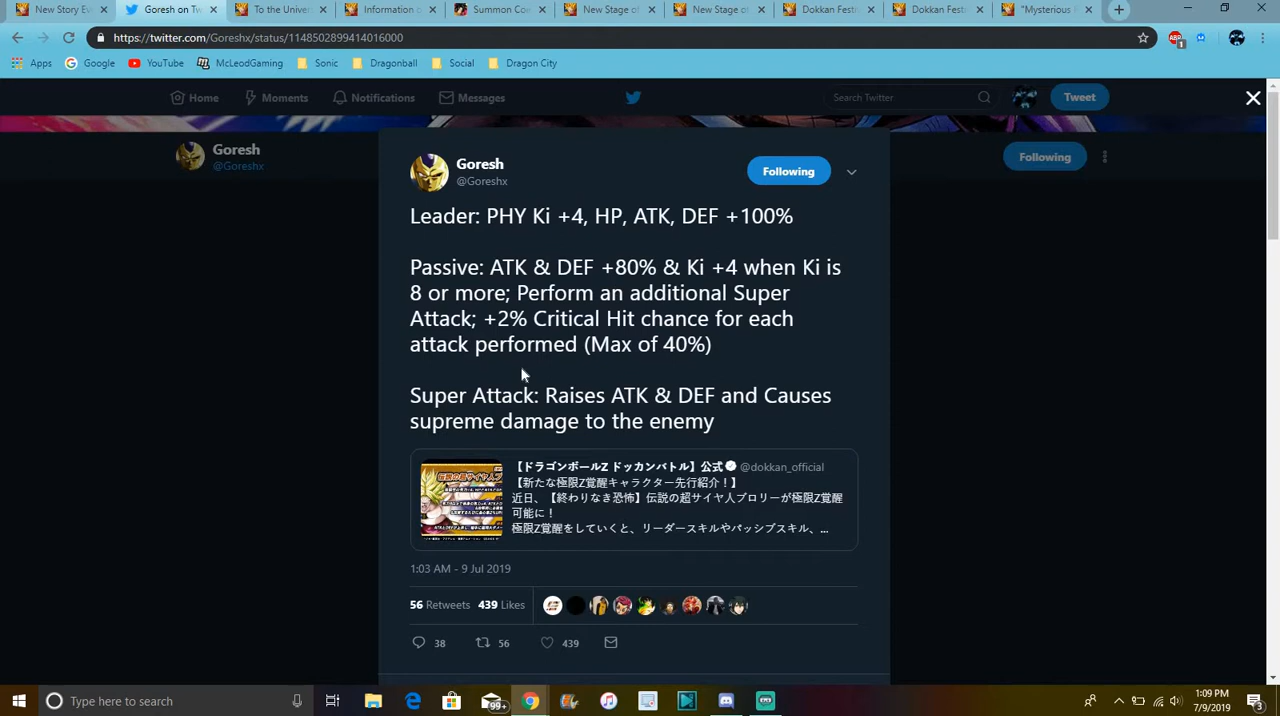 New Story Eve
Goresh on Tw
To the Univers
Information o
Summon Coe
New Stage of
New Stage of
Dokkan Festi
Dokkan Festi
"Mysterious K
https://twitter.com/Goreshx/status/1148502899414016000
ABP
1
Apps
Google
YouTube
McLeodGaming
Sonic
Dragonball
Social
Dragon City
Home
Moments
Notifications
Messages
Search Twitter
Tweet
Goresh
@Goreshx
Following
Goresh
@Goreshx
Following
Leader: PHY Ki +4, HP, ATK, DEF +100%
Passive: ATK & DEF +80% & Ki +4 when Ki is
8 or more; Perform an additional Super
Attack; +2% Critical Hit chance for each
attack performed (Max of 40%)
Super Attack: Raises ATK & DEF and Causes
supreme damage to the enemy
【ドラゴンボールZ ドッカンバトル】公式 @dokkan_official
【新たな極限Z覚醒キャラクター先行紹介！】
近日、【終わりなき恐怖】伝説の超サイヤ人ブロリーが極限Z覚醒
可能に！
極限Z覚醒をしていくと、リーダースキルやパッシブスキル、...
1:03 AM - 9 Jul 2019
56 Retweets 439 Likes
38
56
439
Type here to search
99+
1:09 PM
7/9/2019
3